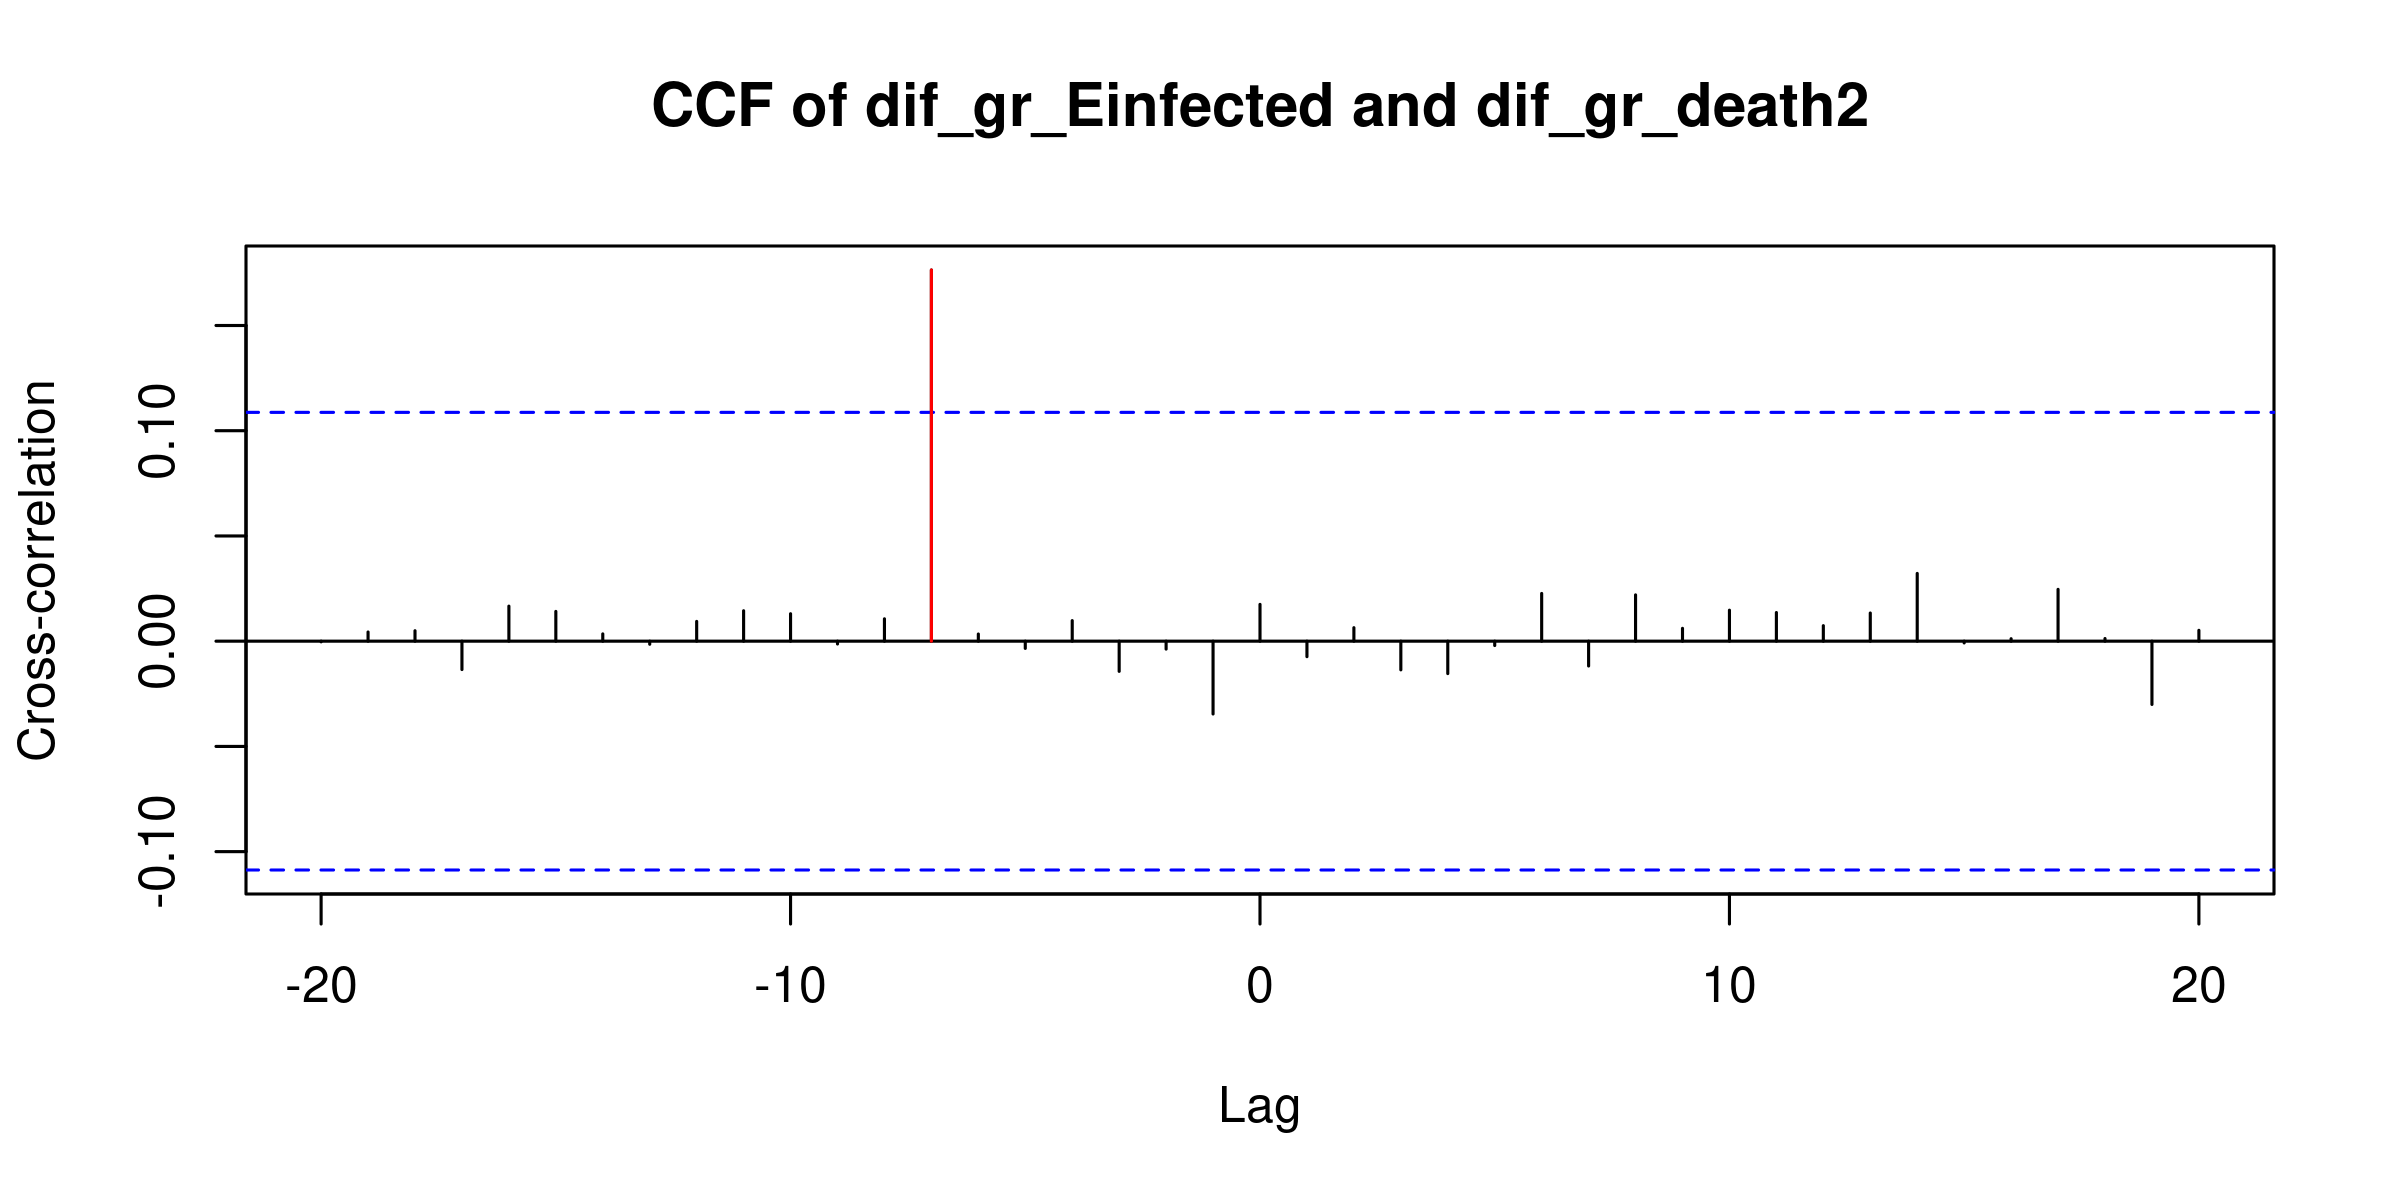 CCF of dif_gr_Einfected and dif_gr_death2
Cross-correlation
0.10
0.00
-0.10
-20 -10 0 10 20
Lag